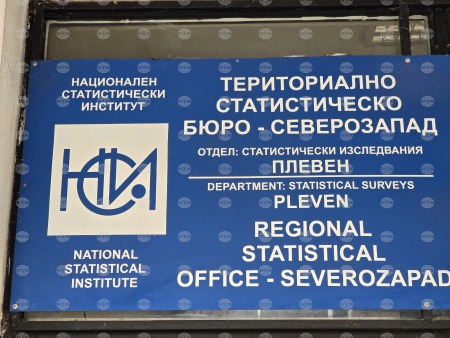 НАЦИОНАЛЕН
СТАТИСТИЧЕСКИ
ИНСТИТУТ
НСИ
NATIONAL
STATISTICAL
INSTITUTE
ТЕРИТОРИАЛНО
СТАТИСТИЧЕСКО
БЮРО - СЕВЕРОЗАПАД
ОТДЕЛ: СТАТИСТИЧЕСКИ ИЗСЛЕДВАНИЯ
ПЛЕВЕН
DEPARTMENT: STATISTICAL SURVEYS
PLEVEN
REGIONAL
STATISTICAL
OFFICE - SEVEROZAPAD